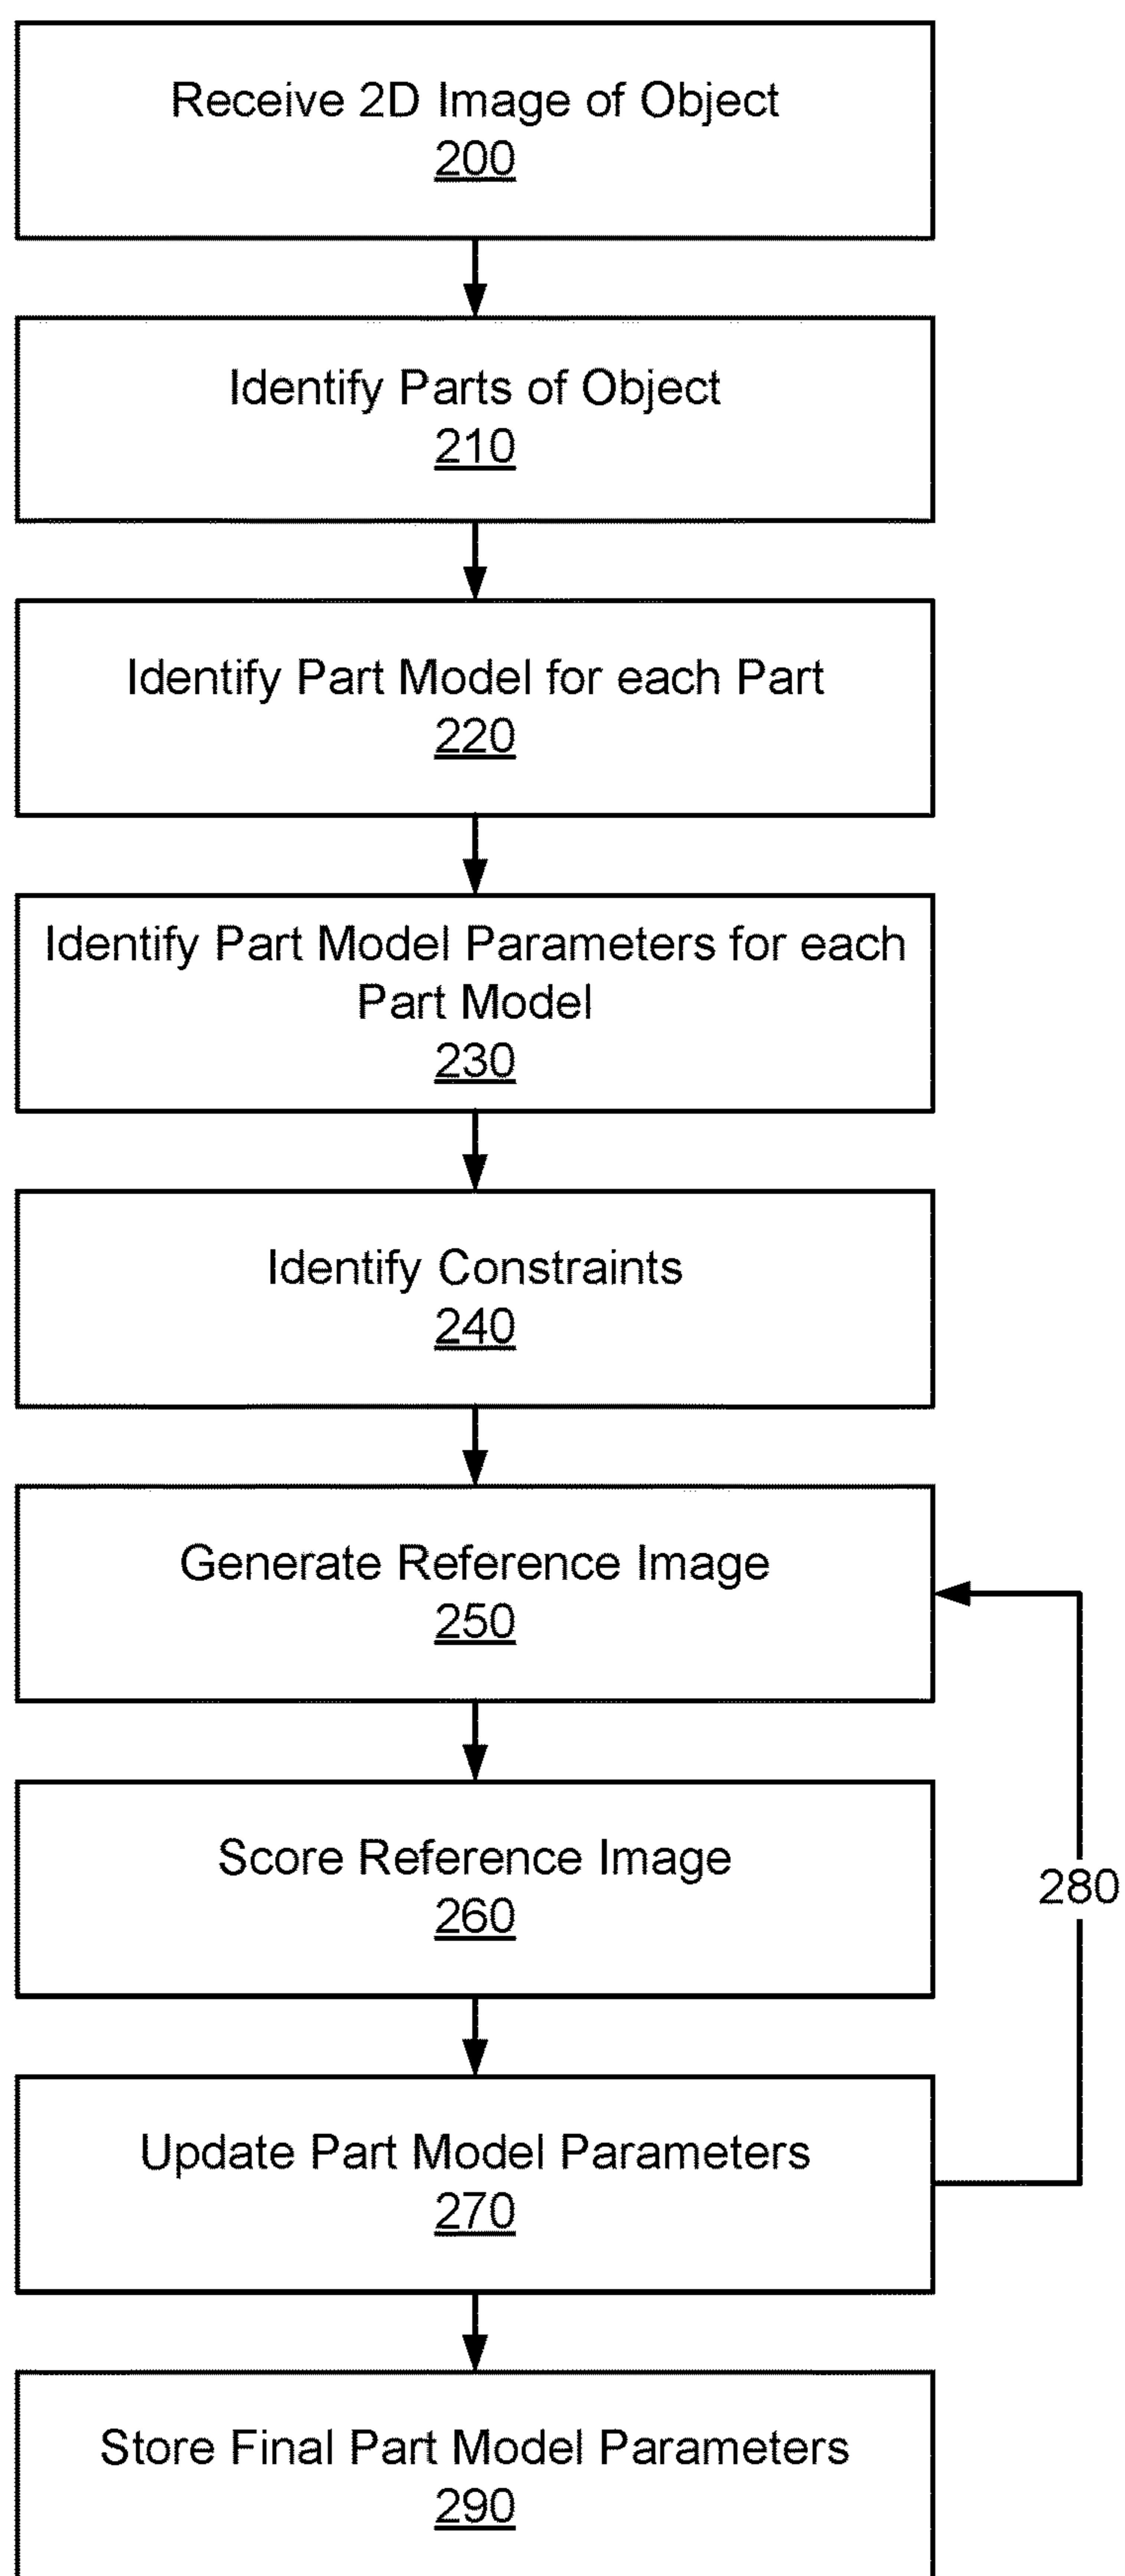 Receive 2D Image of Object
200
Identify Parts of Object
210
Identify Part Model for each Part
220
Identify Part Model Parameters for each
Part Model
230
Identify Constraints
240
Generate Reference Image
250
Score Reference Image
260
280
Update Part Model Parameters
270
Store Final Part Model Parameters
290